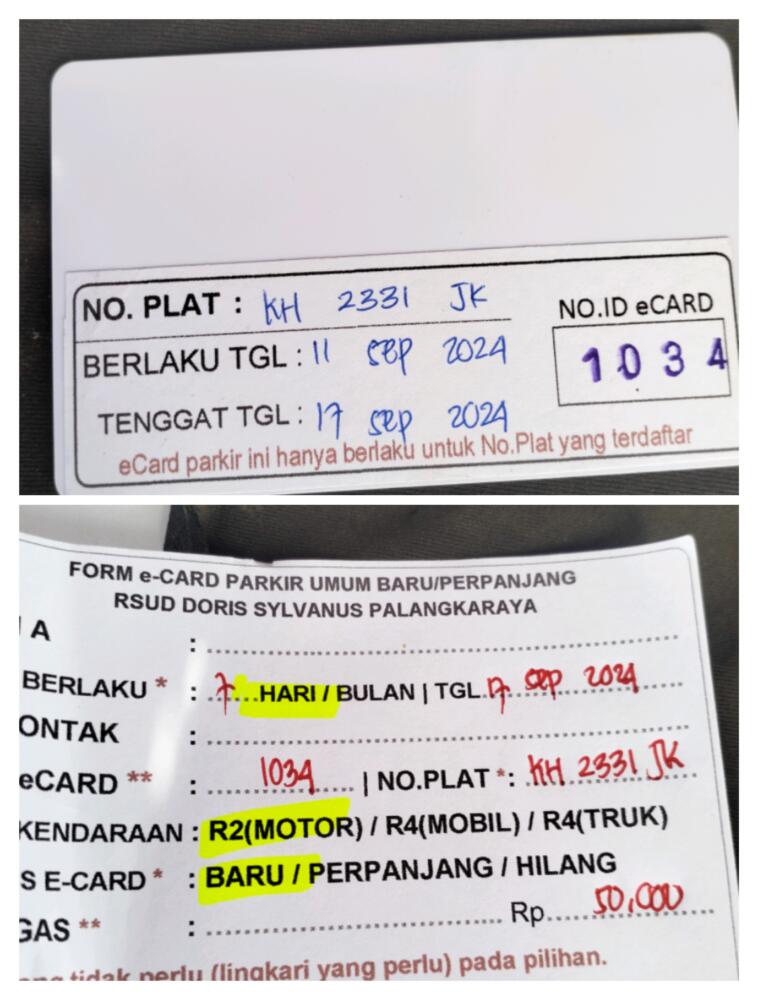 NO. PLAT : KH 2331 JK
NO.ID eCARD
BERLAKU TGL : 11 sep 2024
1034
TENGGAT TGL : 17 sep 2024
eCard parkir ini hanya berlaku untuk No.Plat yang terdaftar
FORM e-CARD PARKIR UMUM BARU/PERPANJANG
RSUD DORIS SYLVANUS PALANGKARAYA
A :
BERLAKU * : 7 HARI / BULAN | TGL. 17 sep 2024
ONTAK :
eCARD ** : 1034 | NO.PLAT * : KH 2331 JK
KENDARAAN : R2(MOTOR) / R4(MOBIL) / R4(TRUK)
S E-CARD * : BARU / PERPANJANG / HILANG
GAS ** : Rp. 50.000
tidak perlu (lingkari yang perlu) pada pilihan.